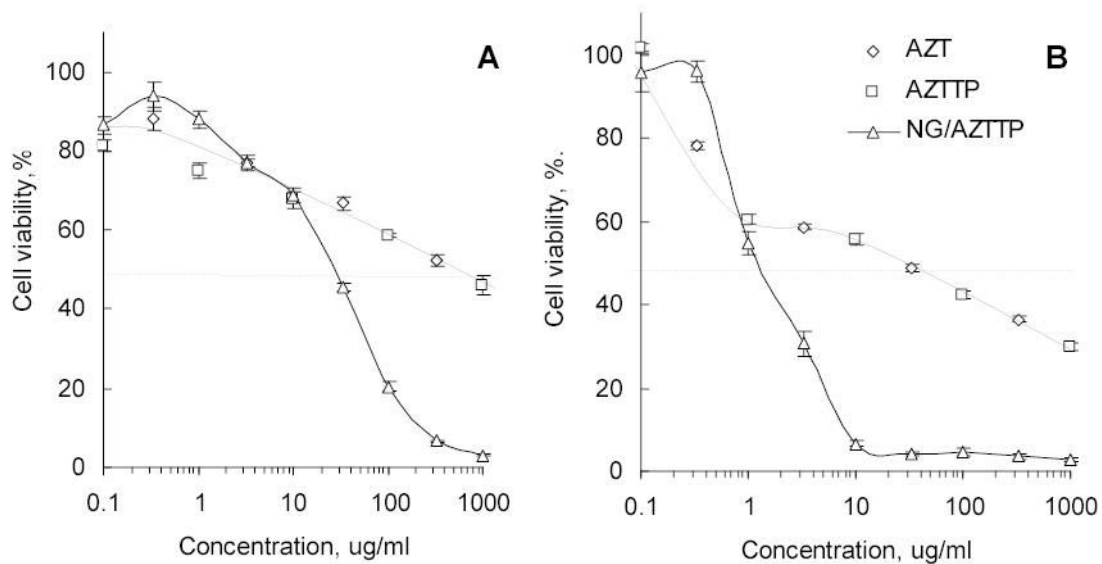 A
100
80
60
40
20
0
Cell viability,%
0.1 1 10 100 1000
Concentration, ug/ml
B
AZT
AZTTP
NG/AZTTP
100
80
60
40
20
0
Cell viability, %.
0.1 1 10 100 1000
Concentration, ug/ml